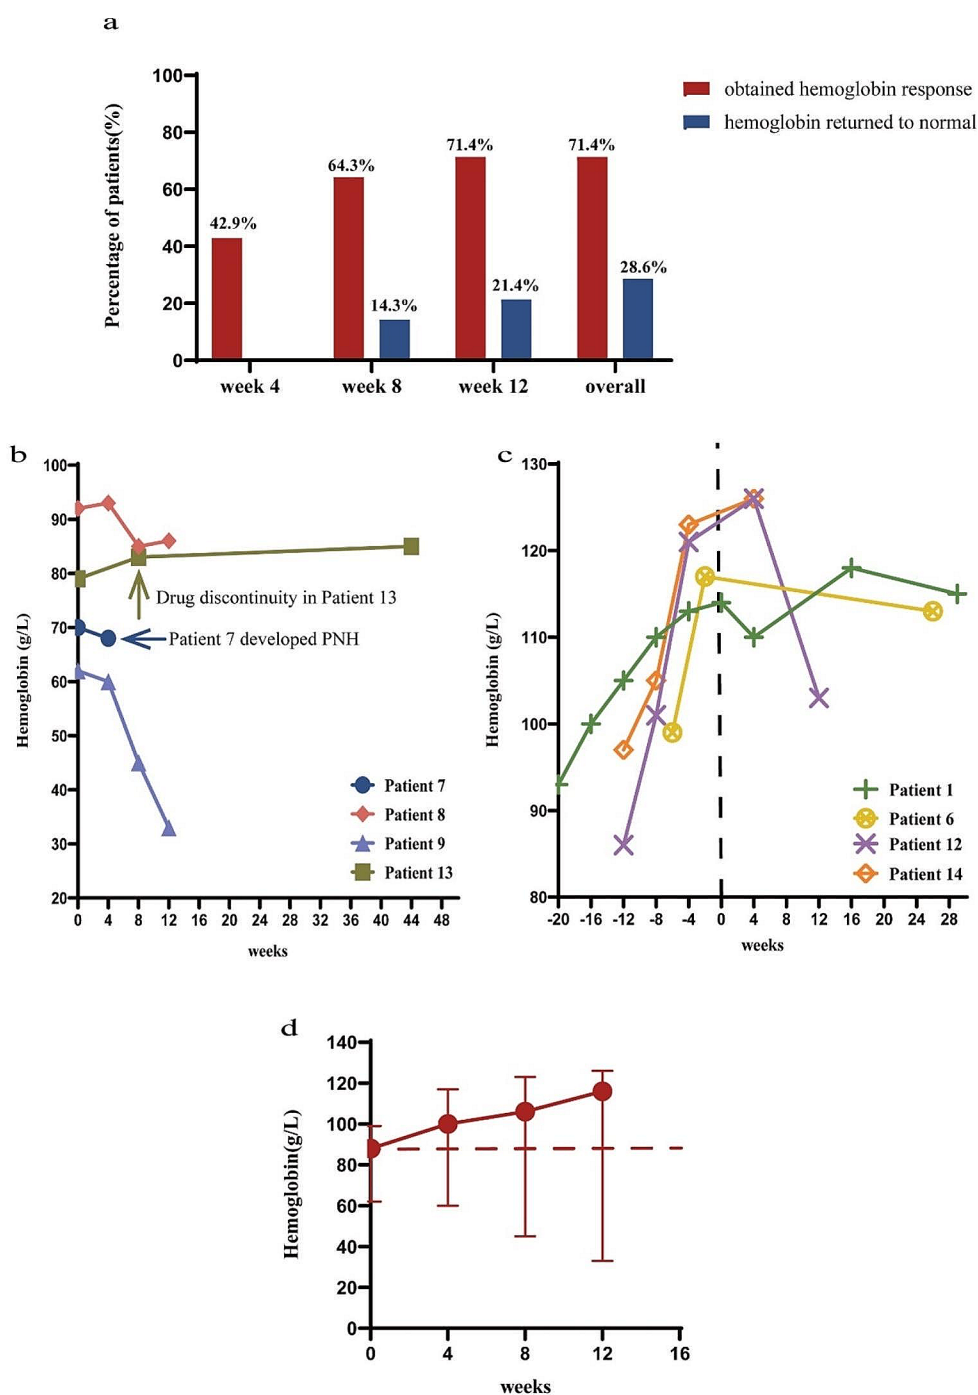 a
100
80
60
40
20
0
Percentage of patients(%)
42.9%
64.3%
14.3%
71.4%
21.4%
71.4%
28.6%
week 4
week 8
week 12
overall
obtained hemoglobin response
hemoglobin returned to normal
b
100
90
80
70
60
50
40
30
20
Hemoglobin (g/L)
Drug discontinuity in Patient 13
Patient 7 developed PNH
Patient 7
Patient 8
Patient 9
Patient 13
0 4 8 12 16 20 24 28 32 36 40 44 48
weeks
c
130
120
110
100
90
80
Hemoglobin (g/L)
Patient 1
Patient 6
Patient 12
Patient 14
-20 -16 -12 -8 -4 0 4 8 12 16 20 24 28
weeks
d
140
120
100
80
60
40
20
0
Hemoglobin(g/L)
0 4 8 12 16
weeks